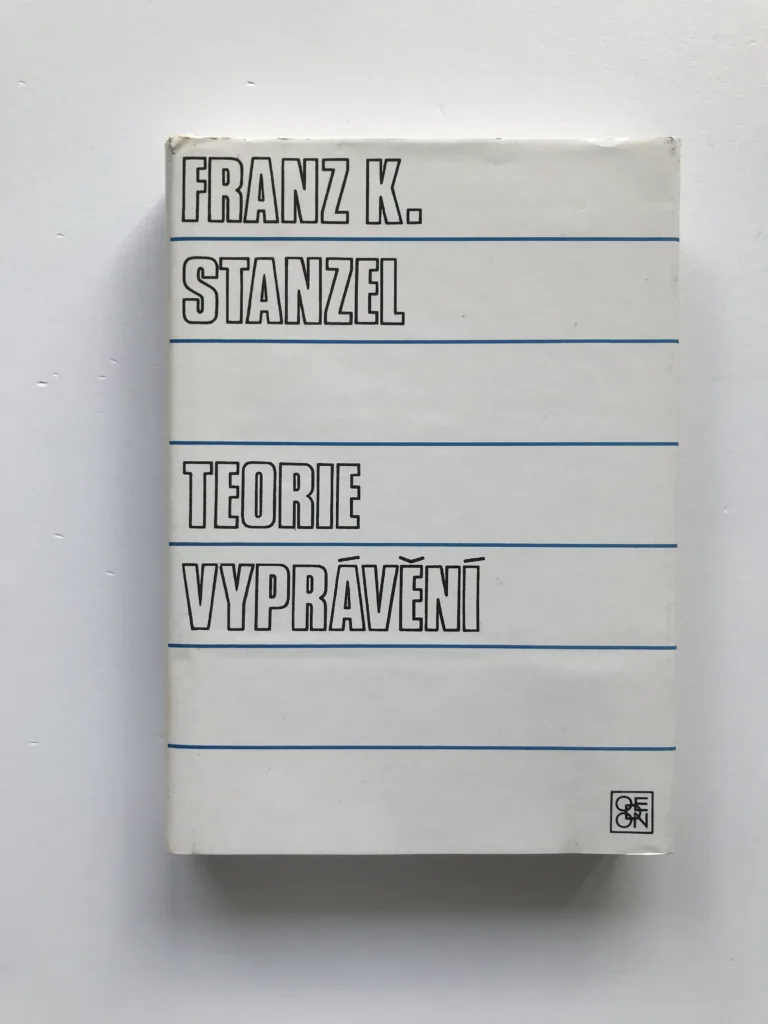 FRANZ K.
STANZEL
TEORIE
VYPRÁVĚNÍ
ODEON